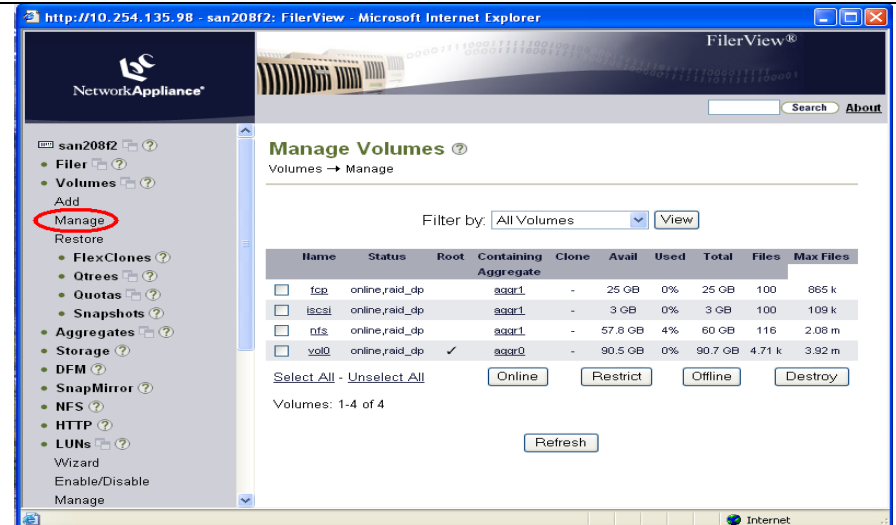 http://10.254.135.98 - san208f2: FilerView - Microsoft Internet Explorer
FilerView®
NetworkAppliance®
Search About
san208f2
Filer
Volumes
Add
Manage
Restore
FlexClones
Qtrees
Quotas
Snapshots
Aggregates
Storage
DFM
SnapMirror
NFS
HTTP
LUNs
Wizard
Enable/Disable
Manage
Manage Volumes
Volumes → Manage
Filter by: All Volumes View
Name Status Root Containing Aggregate Clone Avail Used Total Files Max Files
fcp online,raid_dp aggr1 - 25 GB 0% 25 GB 100 865 k
iscsi online,raid_dp aggr1 - 3 GB 0% 3 GB 100 109 k
nfs online,raid_dp aggr1 - 57.8 GB 4% 60 GB 116 2.08 m
vol0 online,raid_dp ✓ aggr0 - 90.5 GB 0% 90.7 GB 4.71 k 3.92 m
Select All - Unselect All Online Restrict Offline Destroy
Volumes: 1-4 of 4
Refresh
Internet